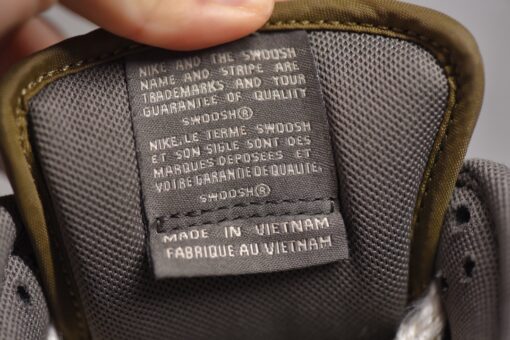 NIKE AND THE SWOOSH
NAME AND STRIPE ARE
TRADEMARKS AND YOUR
GUARANTEE OF QUALITY
SWOOSH®
NIKE, LE TERME SWOOSH
ET SON SIGLE SONT DES
MARQUES DEPOSEES ET
VOTRE GARANTIE DE QUALITE.
SWOOSH®
MADE IN VIETNAM
FABRIQUE AU VIETNAM